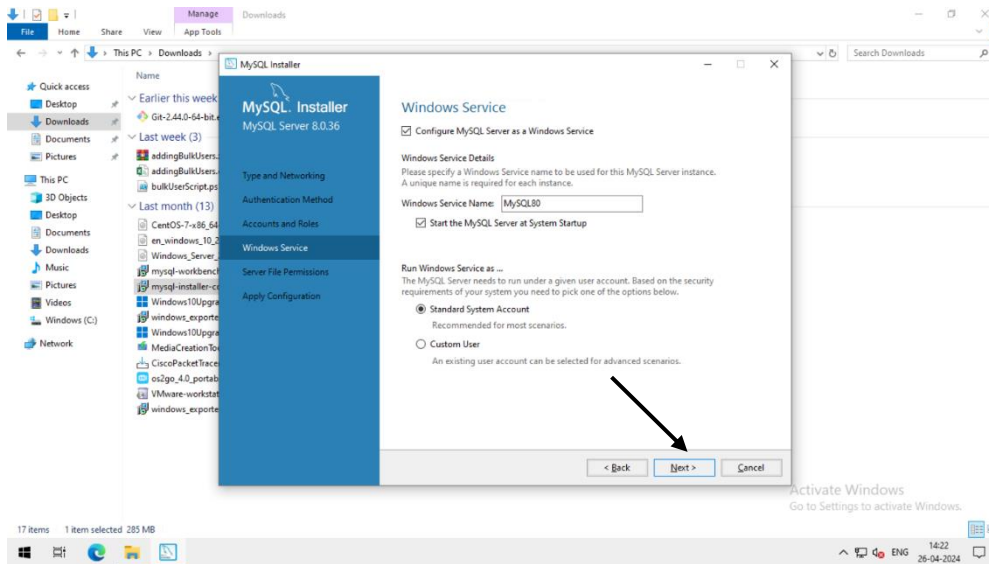 Manage
Downloads
File
Home
Share
View
App Tools
This PC
Downloads
Search Downloads
Quick access
Desktop
Downloads
Documents
Pictures
This PC
3D Objects
Desktop
Documents
Downloads
Music
Pictures
Videos
Windows (C:)
Network
Name
Earlier this week
Git-2.44.0-64-bit.e
Last week (3)
addingBulkUsers.
addingBulkUsers.
bulkUserScript.ps
Last month (13)
CentOS-7-x86_64
en_windows_10_2
Windows_Server_
mysql-workbench
mysql-installer-co
Windows10Upgra
windows_exporte
Windows10Upgra
MediaCreationToo
CiscoPacketTracer
os2go_4.0_portab
VMware-workstat
windows_exporte
MySQL Installer
MySQL. Installer
MySQL Server 8.0.36
Type and Networking
Authentication Method
Accounts and Roles
Windows Service
Server File Permissions
Apply Configuration
Windows Service
Configure MySQL Server as a Windows Service
Windows Service Details
Please specify a Windows Service name to be used for this MySQL Server instance.
A unique name is required for each instance.
Windows Service Name: MySQL80
Start the MySQL Server at System Startup
Run Windows Service as ...
The MySQL Server needs to run under a given user account. Based on the security
requirements of your system you need to pick one of the options below.
Standard System Account
Recommended for most scenarios.
Custom User
An existing user account can be selected for advanced scenarios.
< Back
Next >
Cancel
Activate Windows
Go to Settings to activate Windows.
17 items 1 item selected 285 MB
ENG
14:22
26-04-2024